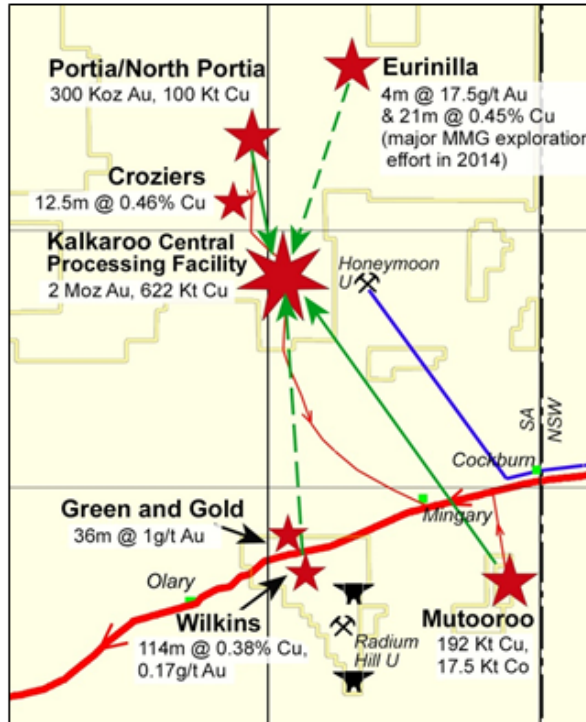 Portia/North Portia
300 Koz Au, 100 Kt Cu
Eurinilla
4m @ 17.5g/t Au
& 21m @ 0.45% Cu
(major MMG exploration
effort in 2014)
Croziers
12.5m @ 0.46% Cu
Kalkaroo Central
Processing Facility
2 Moz Au, 622 Kt Cu
Honeymoon
U
SA
NSW
Cockburn
Mingary
Green and Gold
36m @ 1g/t Au
Olary
Wilkins
114m @ 0.38% Cu,
0.17g/t Au
Radium
Hill U
Mutooroo
192 Kt Cu,
17.5 Kt Co